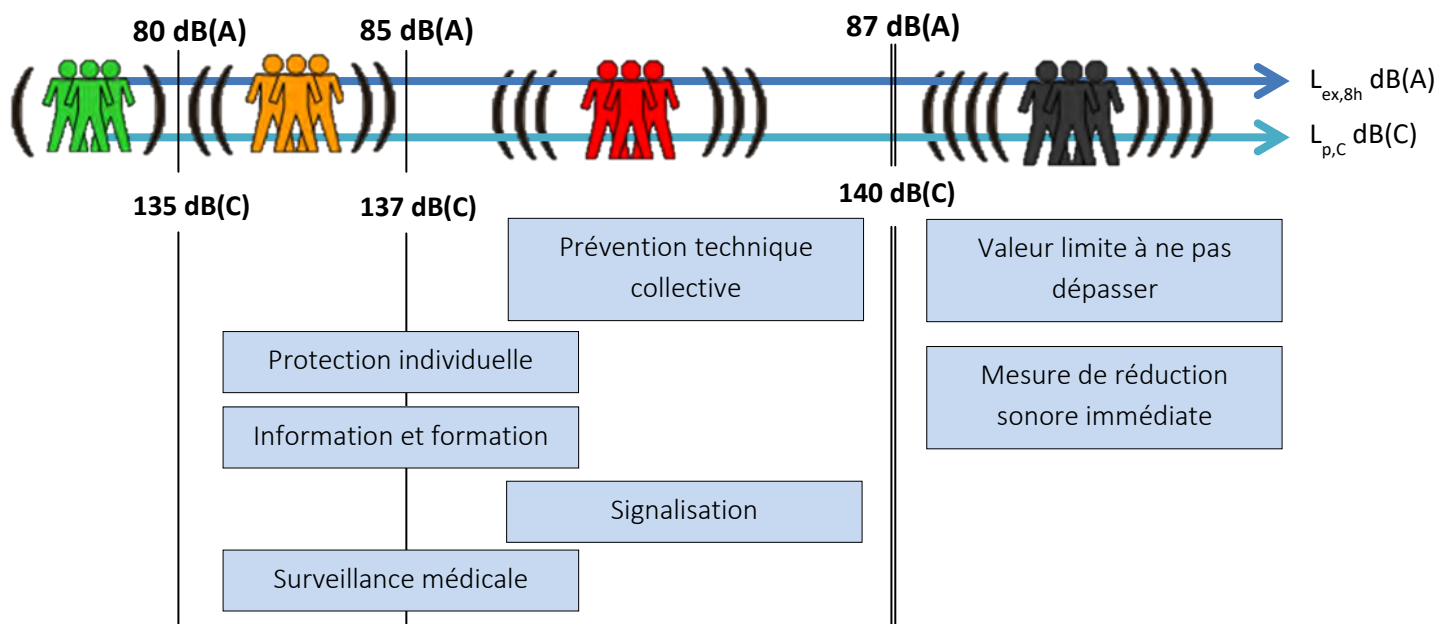 80 dB(A)
85 dB(A)
87 dB(A)
Lex,8h dB(A)
Lp,C dB(C)
135 dB(C)
137 dB(C)
140 dB(C)
Prévention technique
collective
Valeur limite à ne pas
dépasser
Protection individuelle
Mesure de réduction
sonore immédiate
Information et formation
Signalisation
Surveillance médicale